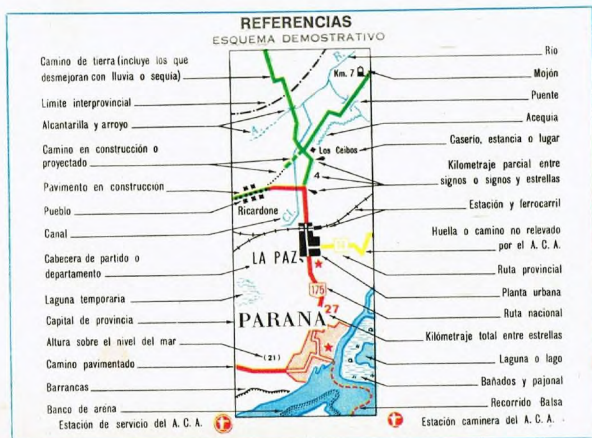 REFERENCIAS
ESQUEMA DEMOSTRATIVO
Camino de tierra (incluye los que
desmejoran con lluvia o sequia)
Limite interprovincial
Alcantarilla y arroyo
Camino en construcción o
proyectado
Pavimento en construcción
Pueblo
Canal
Cabecera de partido o
departamento
Laguna temporaria
Capital de provincia
Altura sobre el nivel del mar
Camino pavimentado
Barrancas
Banco de arena
Estación de servicio del A. C. A.
R.
Km. 7
A.
Los Ceibos
4
Ricardone
Cl.
LA PAZ
175
27
PARANA
(21)
Rio
Mojón
Puente
Acequia
Caserio, estancia o lugar
Kilometraje parcial entre
signos o signos y estrellas
Estación y ferrocarril
Huella o camino no relevado
por el A. C. A.
Ruta provincial
Planta urbana
Ruta nacional
Kilómetraje total entre estrellas
Laguna o lago
Bañados y pajonal
Recorrido Balsa
Estación caminera del A. C. A.